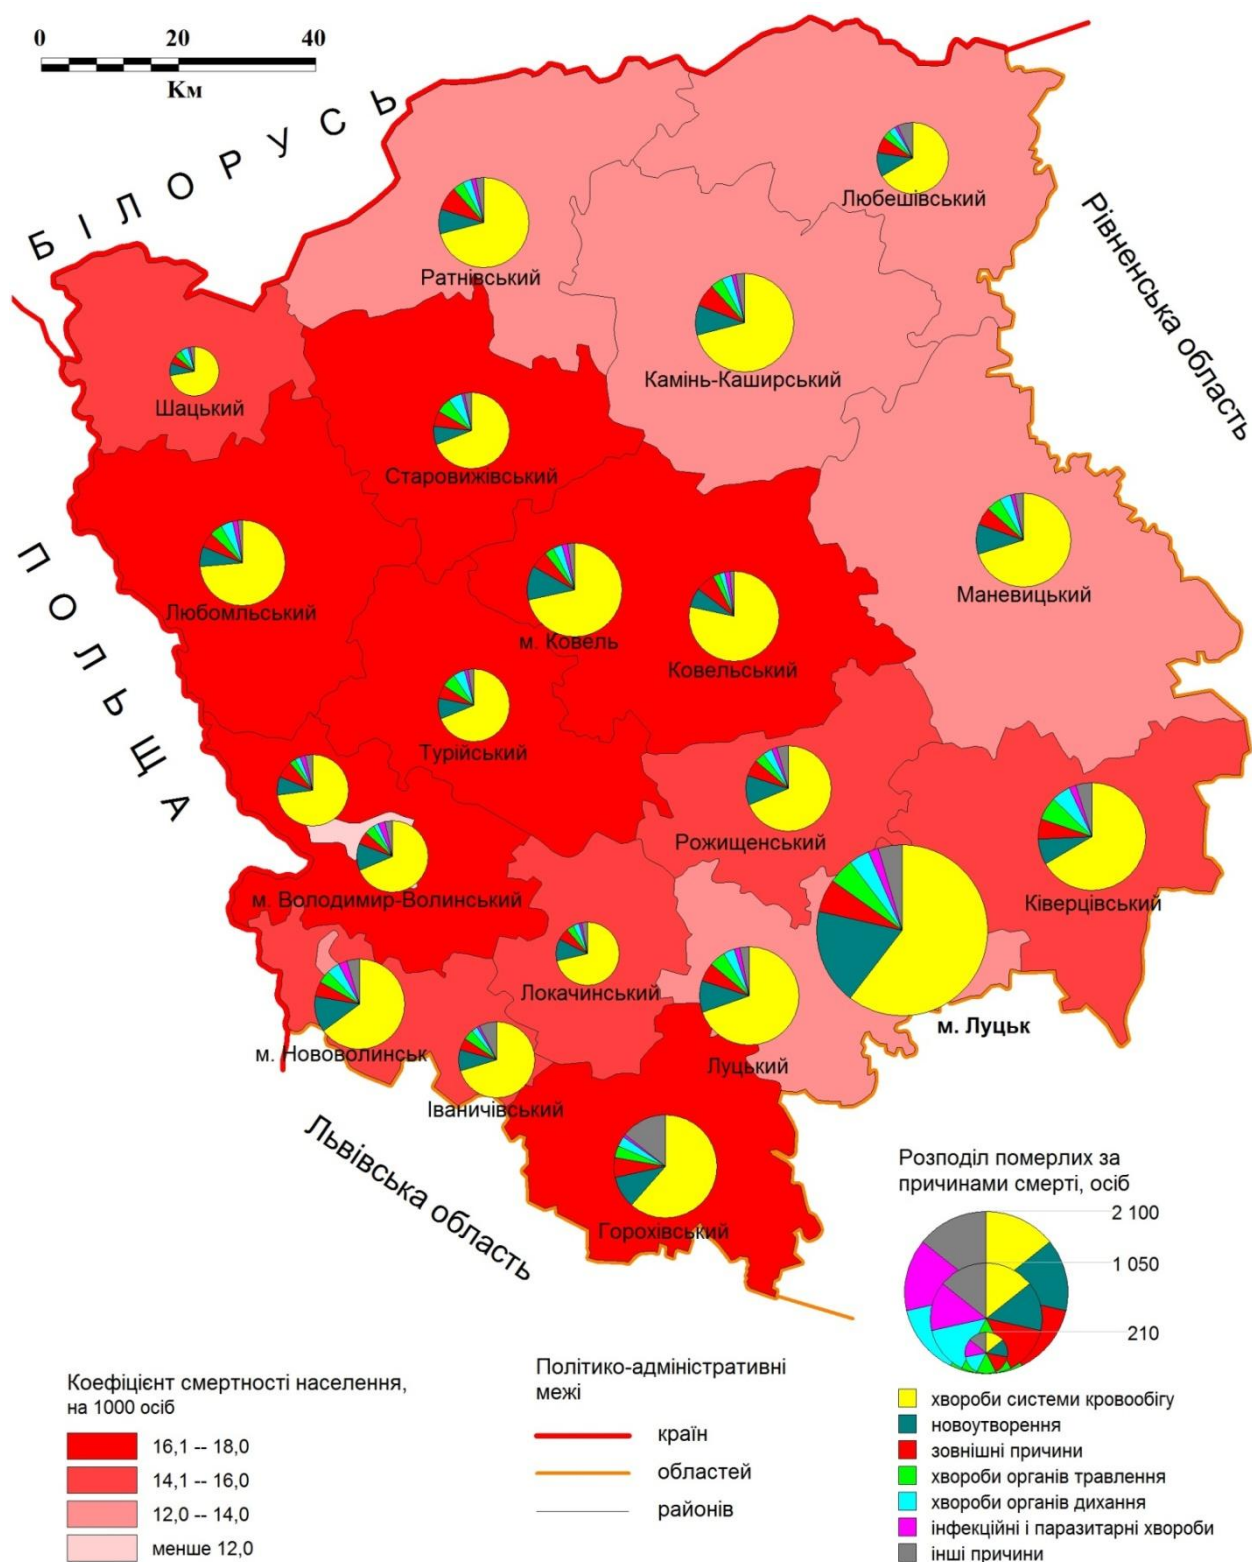 0 20 40
Км
БІЛОРУСЬ
Любешівський
Рівненська область
Ратнівський
Камінь-Каширський
Шацький
Старовижівський
ПОЛЬЩА
Любомльський
м. Ковель
Ковельський
Маневицький
Турійський
Рожищенський
Ківерцівський
м. Володимир-Волинський
Локачинський
м. Луцьк
м. Нововолинськ
Луцький
Іваничівський
Львівська область
Горохівський
Розподіл померлих за
причинами смерті, осіб
2 100
1 050
210
хвороби системи кровообігу
новоутворення
зовнішні причини
хвороби органів травлення
хвороби органів дихання
інфекційні і паразитарні хвороби
інші причини
Політико-адміністративні
межі
країн
областей
районів
Коефіцієнт смертності населення,
на 1000 осіб
16,1 -- 18,0
14,1 -- 16,0
12,0 -- 14,0
менше 12,0